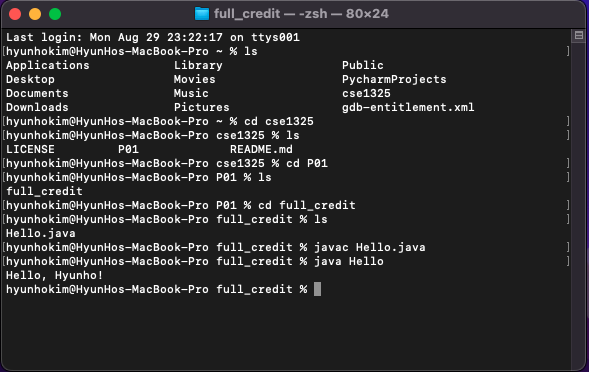 full_credit — -zsh — 80×24
Last login: Mon Aug 29 23:22:17 on ttys001
[hyunhokim@HyunHos-MacBook-Pro ~ % ls ]
Applications Library Public
Desktop Movies PycharmProjects
Documents Music cse1325
Downloads Pictures gdb-entitlement.xml
[hyunhokim@HyunHos-MacBook-Pro ~ % cd cse1325 ]
[hyunhokim@HyunHos-MacBook-Pro cse1325 % ls ]
LICENSE P01 README.md
[hyunhokim@HyunHos-MacBook-Pro cse1325 % cd P01 ]
[hyunhokim@HyunHos-MacBook-Pro P01 % ls ]
full_credit
[hyunhokim@HyunHos-MacBook-Pro P01 % cd full_credit ]
[hyunhokim@HyunHos-MacBook-Pro full_credit % ls ]
Hello.java
[hyunhokim@HyunHos-MacBook-Pro full_credit % javac Hello.java ]
[hyunhokim@HyunHos-MacBook-Pro full_credit % java Hello ]
Hello, Hyunho!
hyunhokim@HyunHos-MacBook-Pro full_credit %